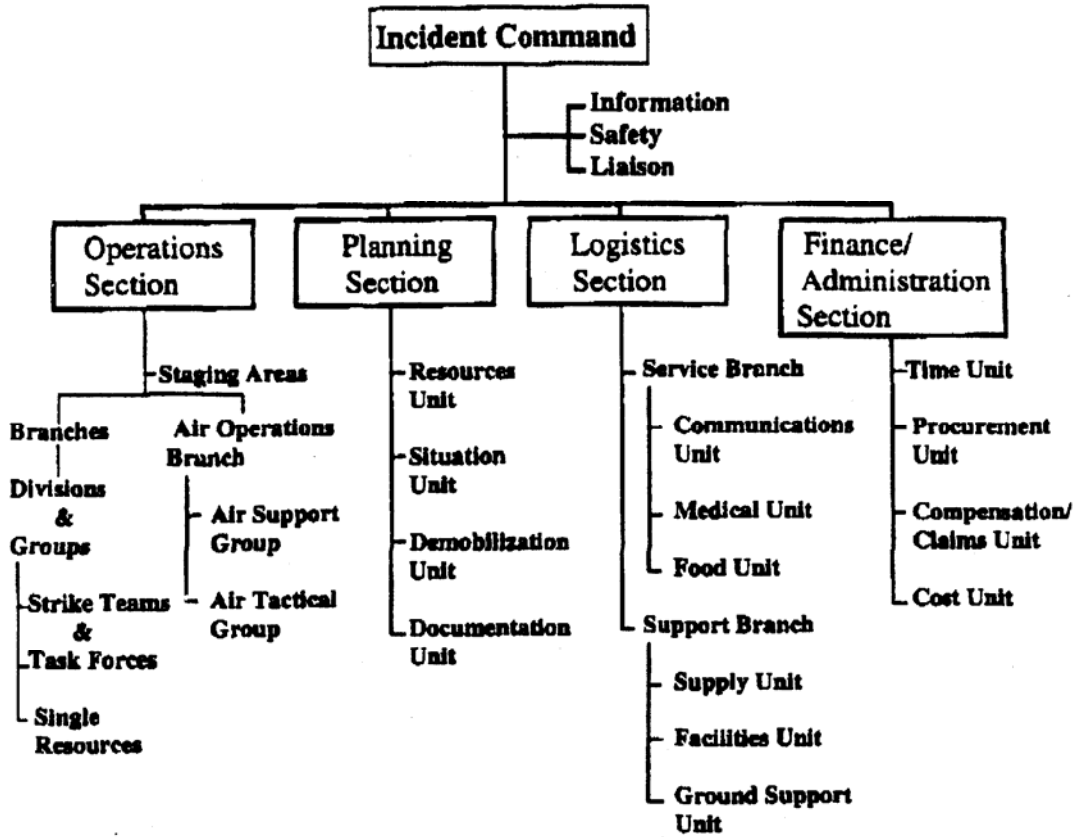 Incident Command
Information
Safety
Liaison
Operations
Section
Planning
Section
Logistics
Section
Finance/
Administration
Section
Staging Areas
Branches
Divisions
&
Groups
Strike Teams
&
Task Forces
Single
Resources
Air Operations
Branch
Air Support
Group
Air Tactical
Group
Resources
Unit
Situation
Unit
Demobilization
Unit
Documentation
Unit
Service Branch
Communications
Unit
Medical Unit
Food Unit
Support Branch
Supply Unit
Facilities Unit
Ground Support
Unit
Time Unit
Procurement
Unit
Compensation/
Claims Unit
Cost Unit